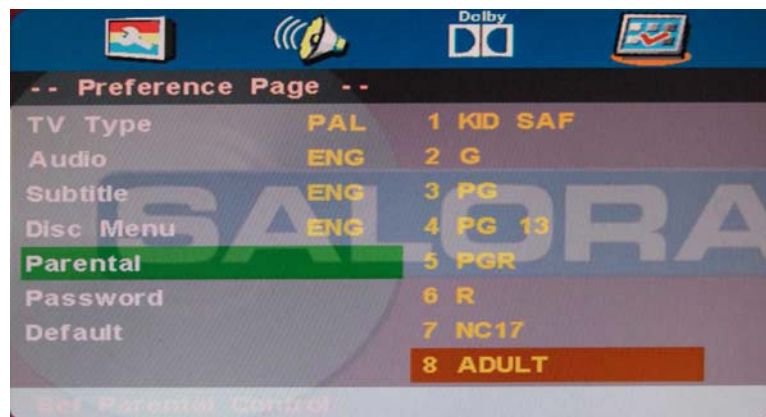 Dolby
-- Preference Page --
TV Type PAL 1 KID SAF
Audio ENG 2 G
Subtitle ENG 3 PG
Disc Menu ENG 4 PG 13
Parental 5 PGR
Password 6 R
Default 7 NC17
8 ADULT
SALORA
Set Parental Control